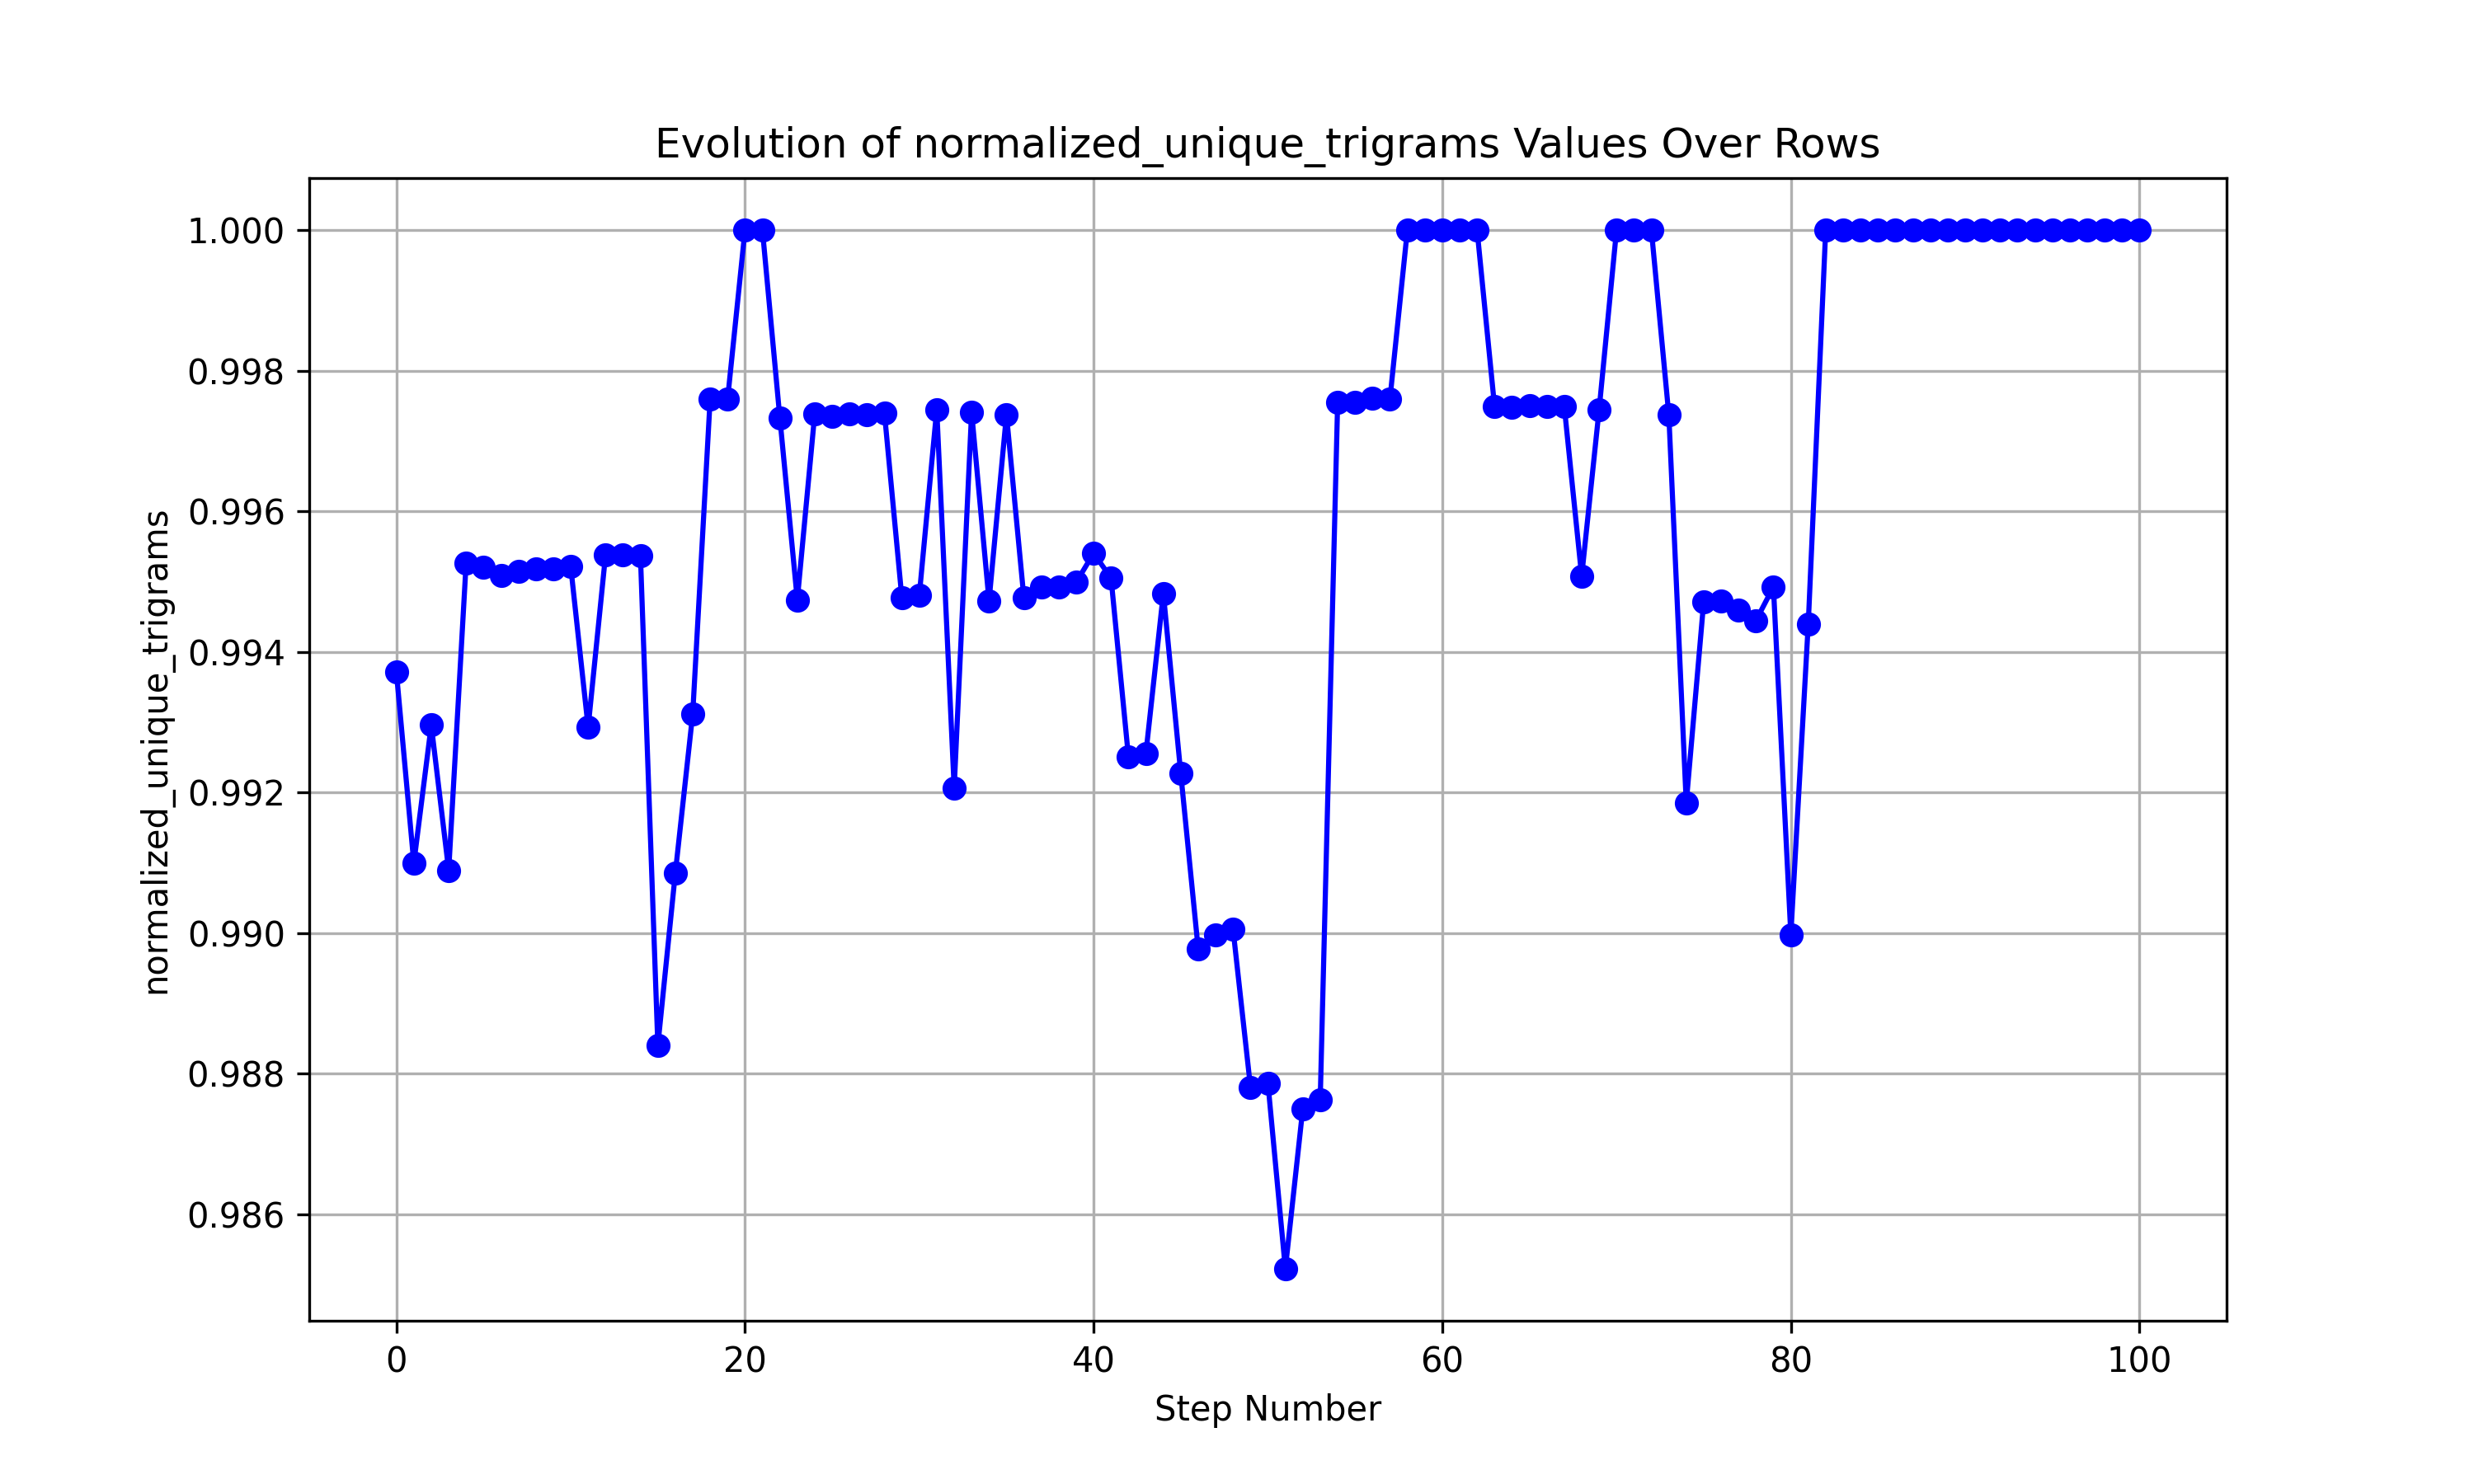 Evolution of normalized_unique_trigrams Values Over Rows
normalized_unique_trigrams
1.000
0.998
0.996
0.994
0.992
0.990
0.988
0.986
0 20 40 60 80 100
Step Number